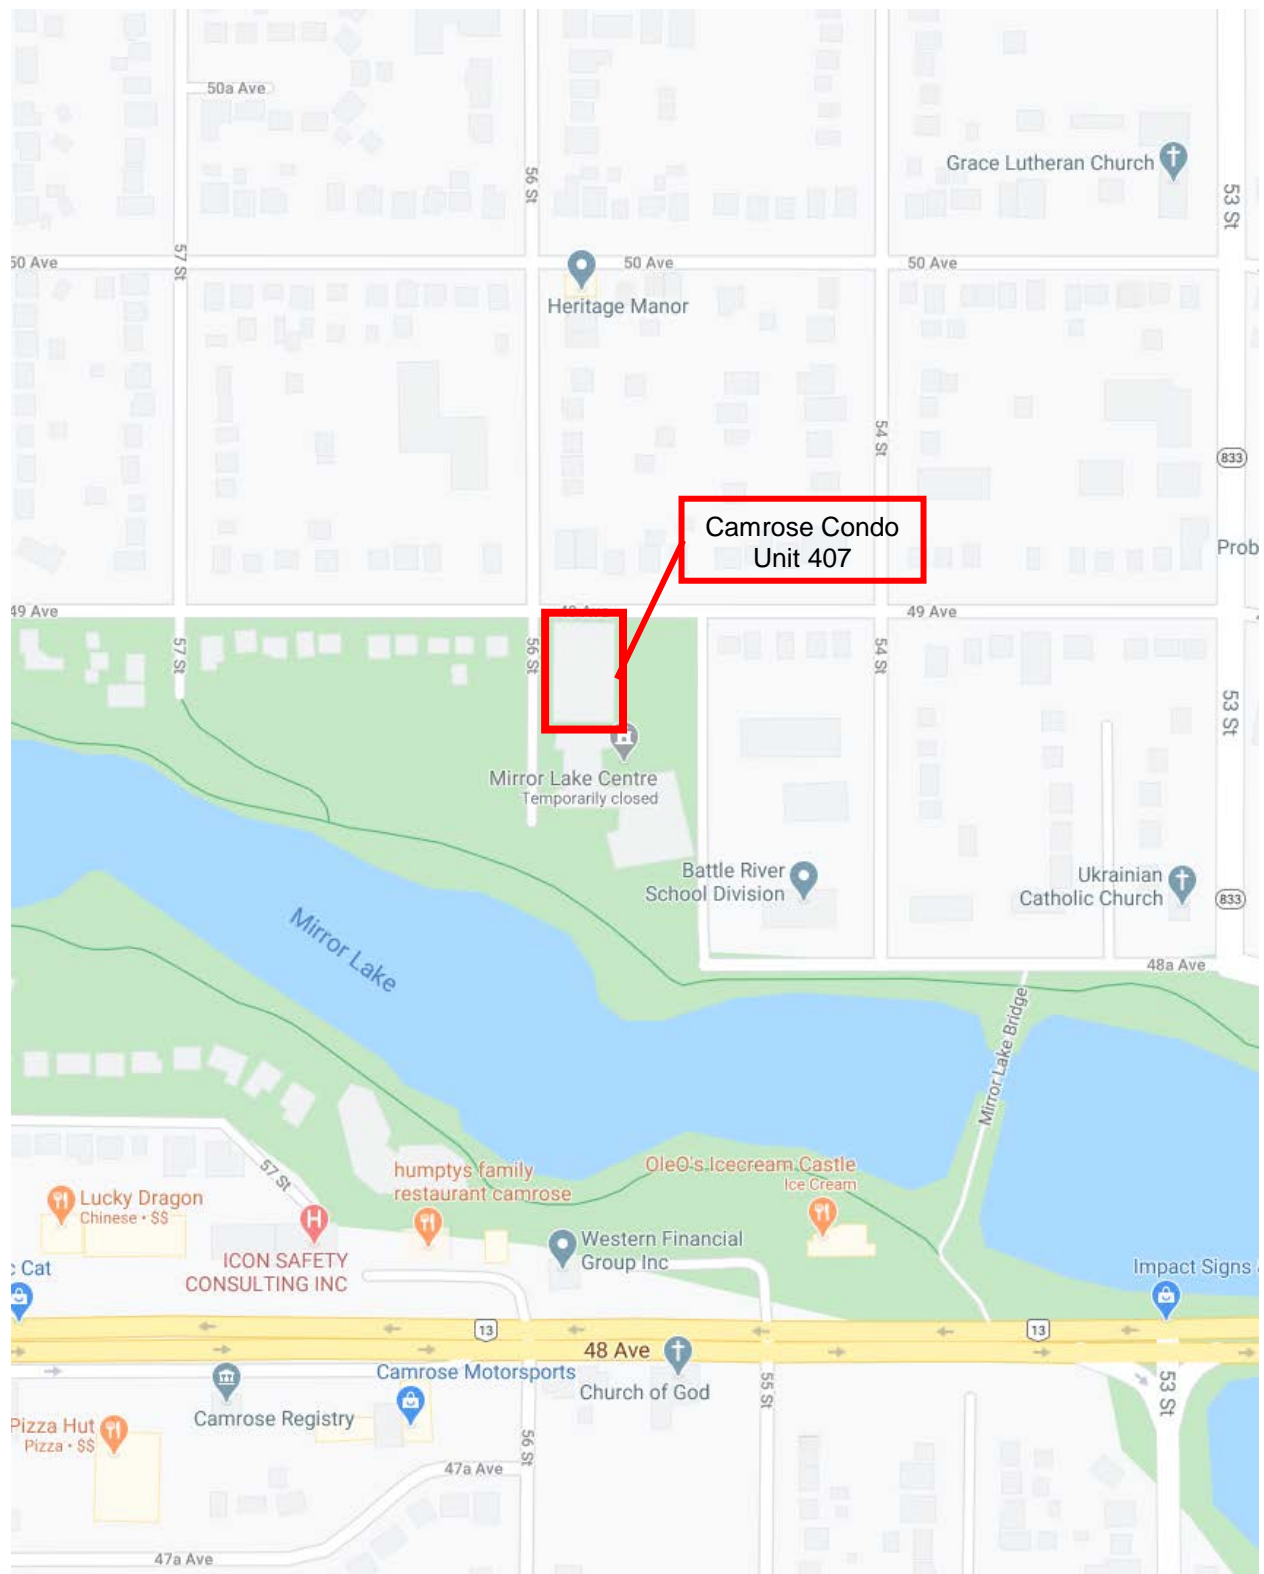 50a Ave
Grace Lutheran Church
56 St
53 St
57 St
50 Ave
50 Ave
50 Ave
Heritage Manor
54 St
833
Camrose Condo
Unit 407
Prob
49 Ave
49 Ave
49 Ave
57 St
56 St
54 St
53 St
Mirror Lake Centre
Temporarily closed
Battle River
School Division
Ukrainian
Catholic Church
833
Mirror Lake
48a Ave
Mirror Lake Bridge
57 St
humptys family
restaurant camrose
OleO's Icecream Castle
Ice Cream
Lucky Dragon
Chinese • $$
H
ICON SAFETY
CONSULTING INC
Western Financial
Group Inc
c Cat
Impact Signs
13
13
48 Ave
Camrose Motorsports
Church of God
55 St
53 St
Camrose Registry
Pizza Hut
Pizza • $$
56 St
47a Ave
47a Ave